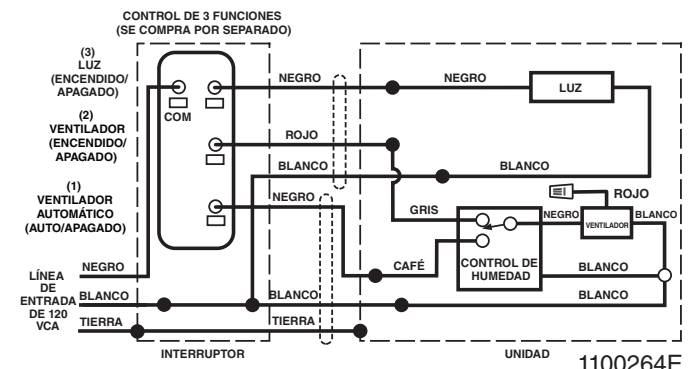 CONTROL DE 3 FUNCIONES
(SE COMPRA POR SEPARADO)
(3)
LUZ
(ENCENDIDO/
APAGADO)
COM
NEGRO
NEGRO
LUZ
(2)
VENTILADOR
(ENCENDIDO/
APAGADO)
ROJO
BLANCO
BLANCO
(1)
VENTILADOR
AUTOMÁTICO
(AUTO/APAGADO)
NEGRO
GRIS
NEGRO
VENTILADOR
ROJO
BLANCO
CAFÉ
CONTROL DE
HUMEDAD
BLANCO
LÍNEA
DE
ENTRADA
DE 120
VCA
NEGRO
BLANCO
BLANCO
BLANCO
TIERRA
TIERRA
INTERRUPTOR
UNIDAD
1100264F